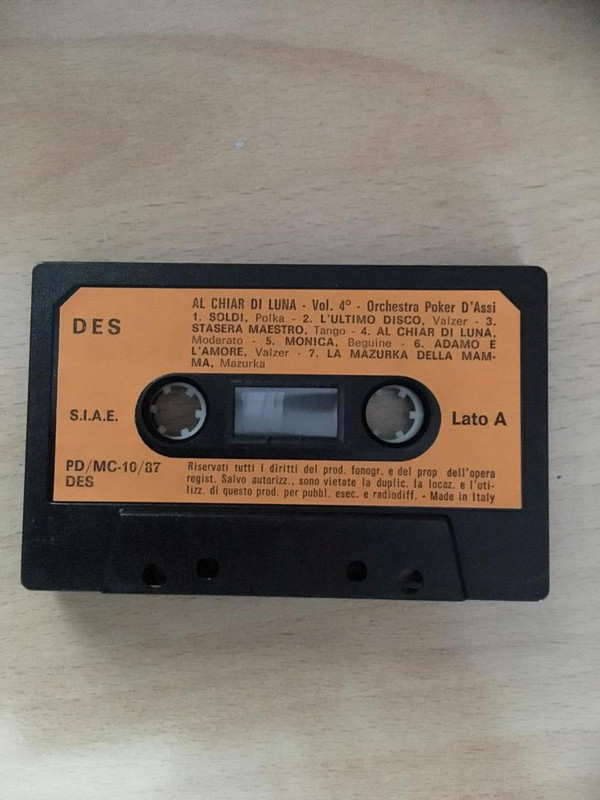 AL CHIAR DI LUNA - Vol. 4° - Orchestra Poker D'Assi
1. SOLDI, Polka - 2. L'ULTIMO DISCO, Valzer - 3.
STASERA MAESTRO, Tango - 4. AL CHIAR DI LUNA,
Moderato - 5. MONICA, Beguine - 6. ADAMO E
L'AMORE, Valzer - 7. LA MAZURKA DELLA MAM-
MA, Mazurka
DES
S.I.A.E.
Lato A
PD/MC-10/87
DES
Riservati tutti i diritti del prod. fonogr. e del prop dell'opera
regist. Salvo autorizz., sono vietate la duplic. la locaz. e l'uti-
lizz. di questo prod. per pubbl. esec. e radiodiff. - Made in Italy